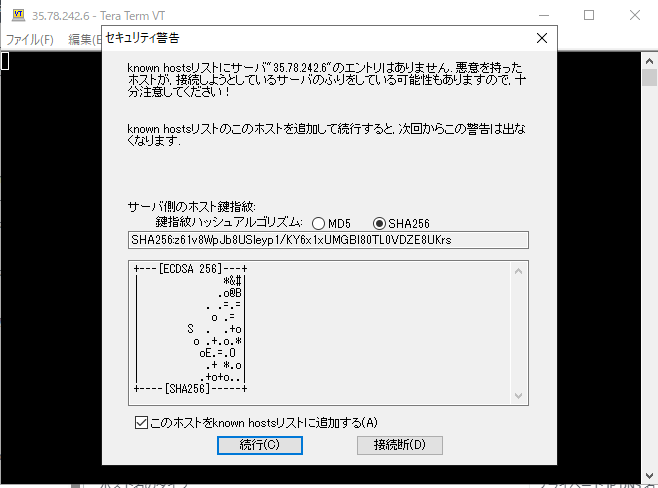 35.78.242.6 - Tera Term VT
ファイル(F) 編集(E
セキュリティ警告
known hostsリストにサーバ"35.78.242.6"のエントリはありません. 悪意を持った
ホストが, 接続しようとしているサーバのふりをしている可能性もありますので, 十
分注意してください!
known hostsリストのこのホストを追加して続行すると, 次回からこの警告は出な
くなります.
サーバ側のホスト鍵指紋:
鍵指紋ハッシュアルゴリズム: MD5 SHA256
SHA256:z61v8WpJb8USleyp1/KY6x1xUMGBI80TL0VDZE8UKrs
+---[ECDSA 256]---+
|              *&#|
|             .o@B|
|           . .=.=|
|            o .= |
|        S  .  .+o|
|         o .+.o.*|
|          oE.=.O |
|           .+ *.o|
|          .+o+o..|
+----[SHA256]-----+
このホストをknown hostsリストに追加する(A)
続行(C) 接続断(D)